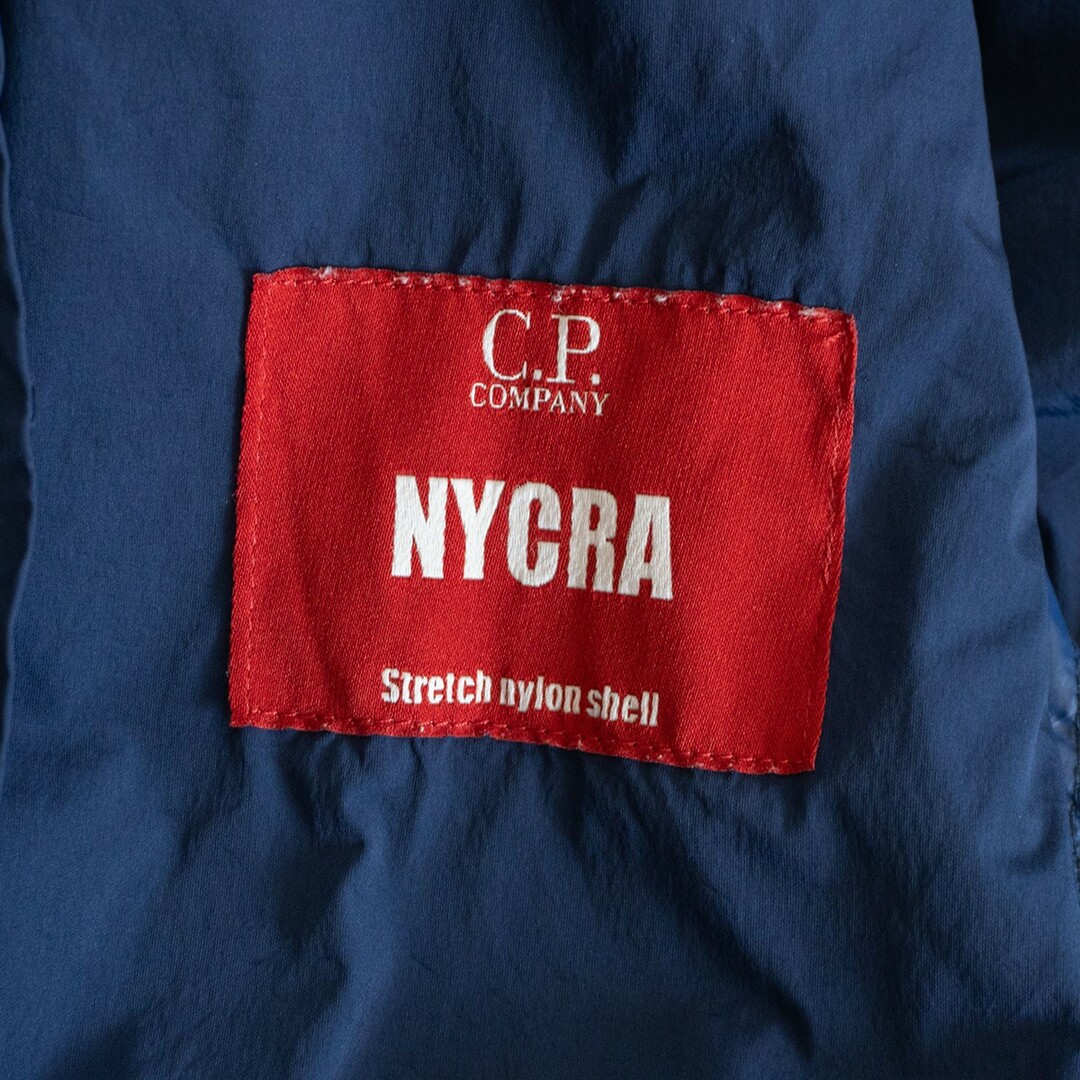 C.P.
COMPANY
NYCRA
Stretch nylon shell